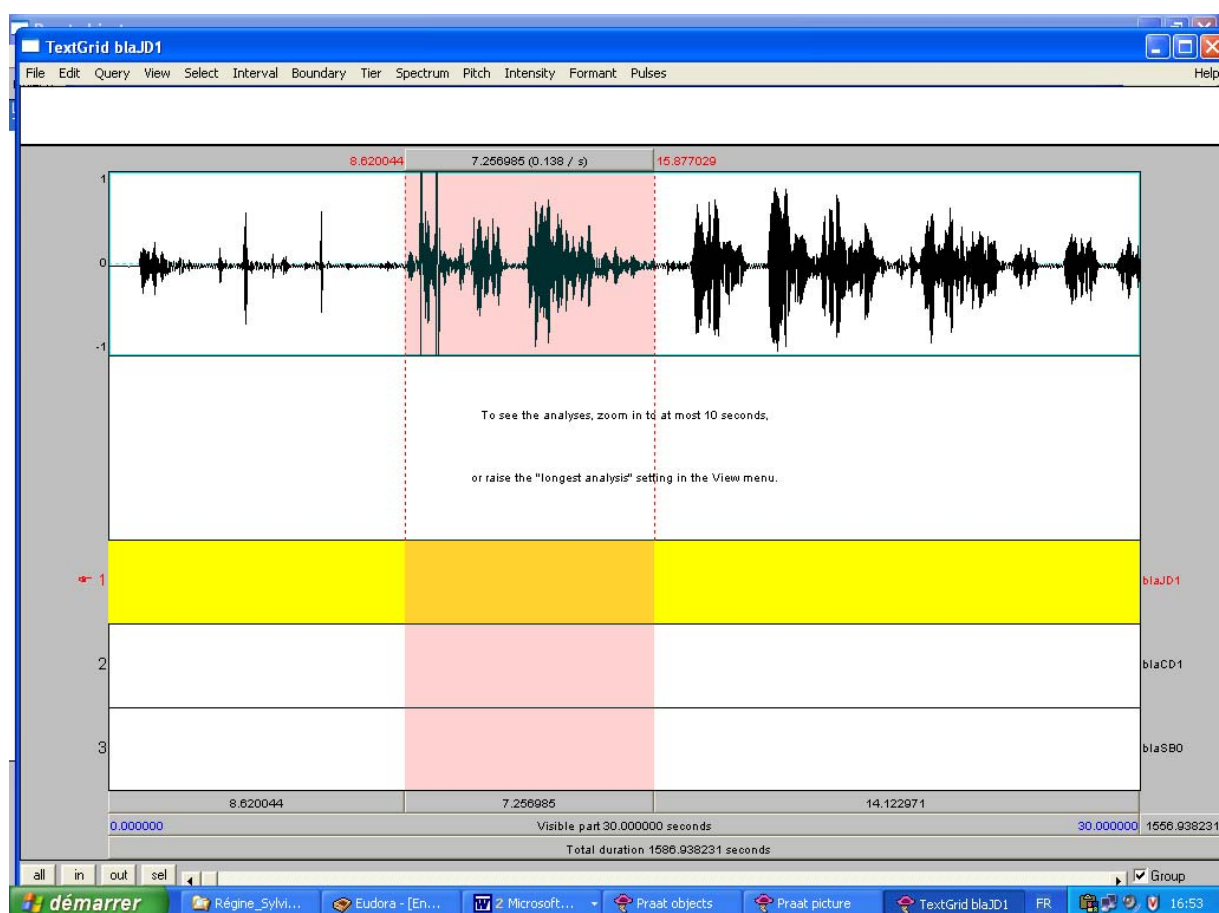 TextGrid blaJD1
File Edit Query View Select Interval Boundary Tier Spectrum Pitch Intensity Formant Pulses Help
8.620044 7.256985 (0.138 / s) 15.877029
1
0
-1
To see the analyses, zoom in to at most 10 seconds,
or raise the "longest analysis" setting in the View menu.
1 blaJD1
2 blaCD1
3 blaSB0
8.620044 7.256985 14.122971
0.000000 Visible part 30.000000 seconds 30.000000 1556.938231
Total duration 1586.938231 seconds
all in out sel Group
démarrer Régine_Sylvi... Eudora - [En... 2 Microsoft... Praat objects Praat picture TextGrid blaJD1 FR 16:53